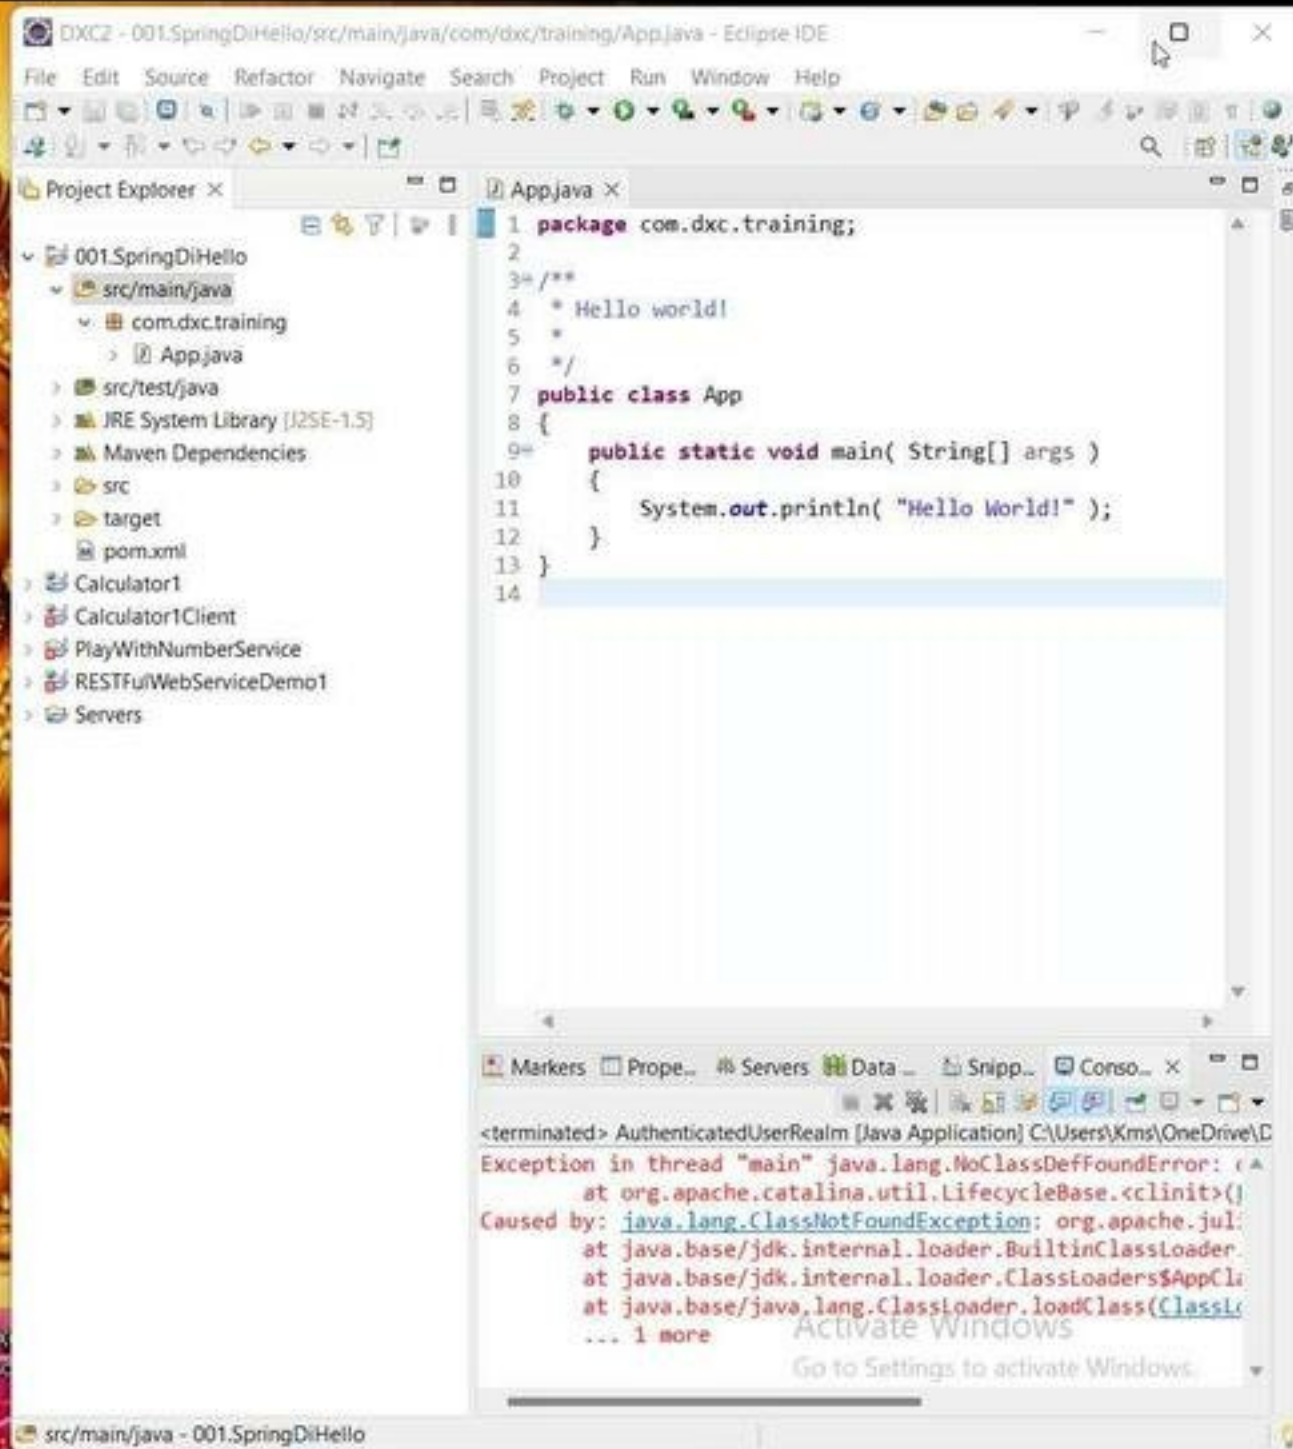 DXC2 - 001.SpringDiHello/src/main/java/com/dxc/training/App.java - Eclipse IDE
File Edit Source Refactor Navigate Search Project Run Window Help
Project Explorer
001.SpringDiHello
src/main/java
com.dxc.training
App.java
src/test/java
JRE System Library [J2SE-1.5]
Maven Dependencies
src
target
pom.xml
Calculator1
Calculator1Client
PlayWithNumberService
RESTFulWebServiceDemo1
Servers
App.java
1 package com.dxc.training;
2
3 /**
4 * Hello world!
5 *
6 */
7 public class App
8 {
9 public static void main( String[] args )
10 {
11 System.out.println( "Hello World!" );
12 }
13 }
14
Markers Prope... Servers Data ... Snipp... Conso...
<terminated> AuthenticatedUserRealm [Java Application] C:\Users\Kms\OneDrive\D
Exception in thread "main" java.lang.NoClassDefFoundError:
at org.apache.catalina.util.LifecycleBase.<clinit>(
Caused by: java.lang.ClassNotFoundException: org.apache.jul
at java.base/jdk.internal.loader.BuiltinClassLoader.
at java.base/jdk.internal.loader.ClassLoaders$AppCla
at java.base/java.lang.ClassLoader.loadClass(ClassLo
... 1 more
Activate Windows
Go to Settings to activate Windows.
src/main/java - 001.SpringDiHello